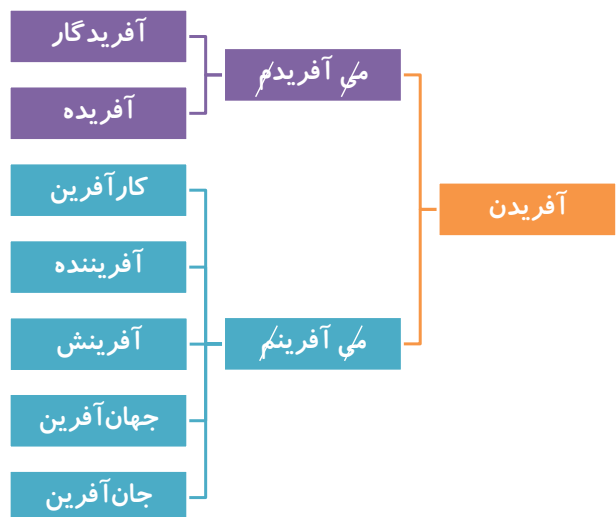 آفریدن
می آفریدم
آفریدگار
آفریده
می آفرینم
کارآفرین
آفریننده
آفرینش
جهان‌آفرین
جان‌آفرین